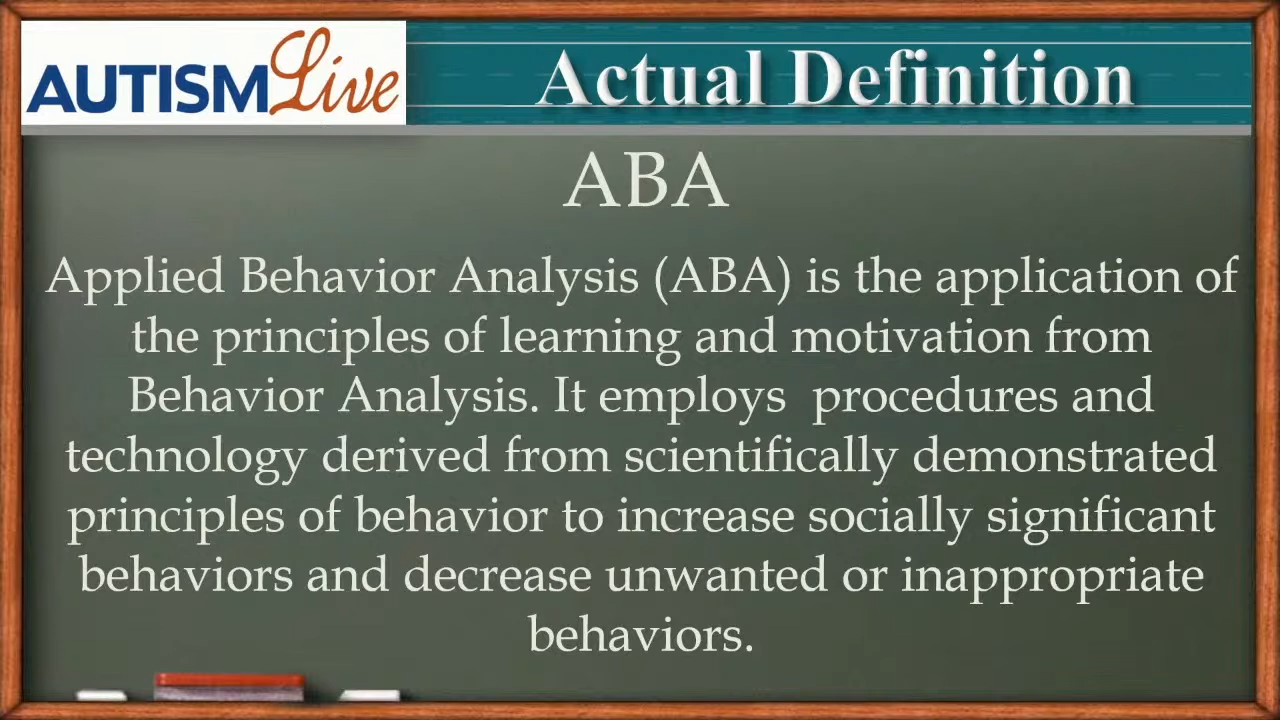 AUTISM Live
Actual Definition
ABA
Applied Behavior Analysis (ABA) is the application of
the principles of learning and motivation from
Behavior Analysis. It employs  procedures and
technology derived from scientifically demonstrated
principles of behavior to increase socially significant
behaviors and decrease unwanted or inappropriate
behaviors.